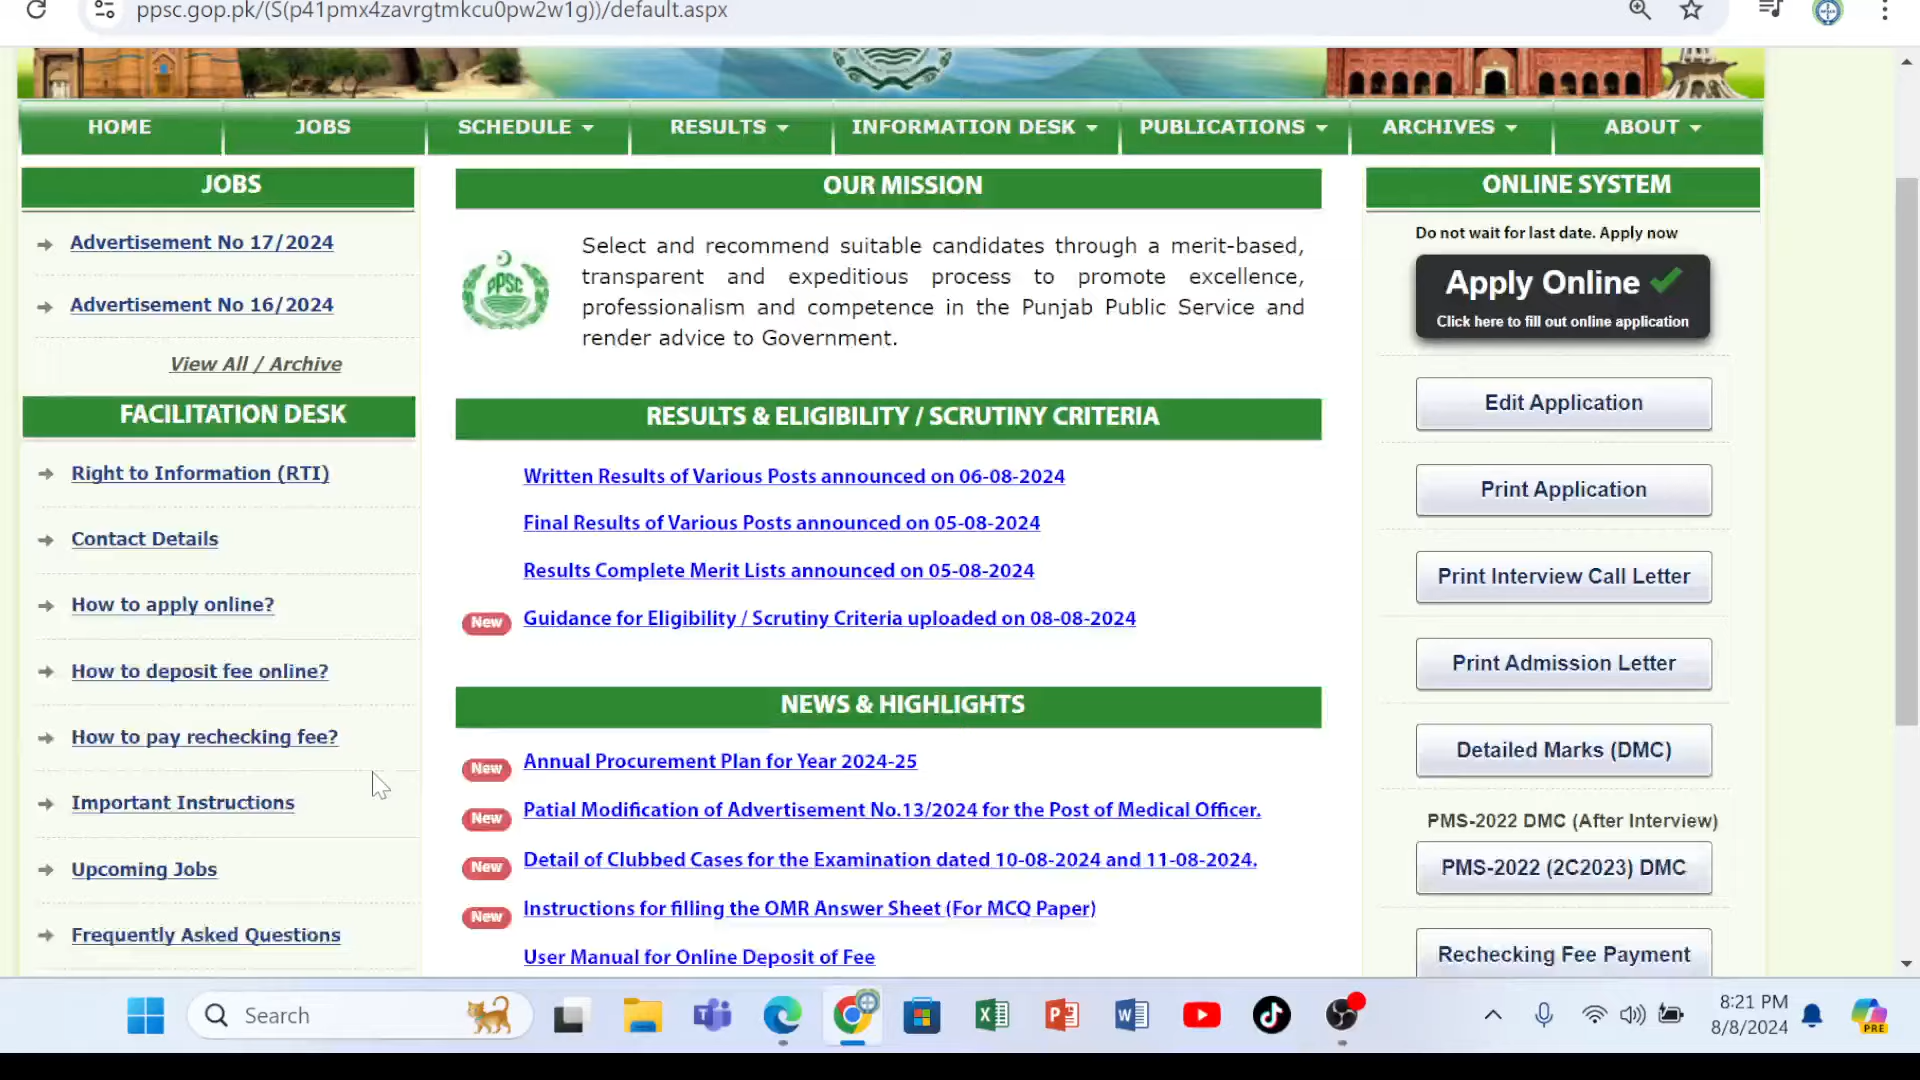 ppsc.gop.pk/(S(p41pmx4zavrgtmkcu0pw2w1g))/default.aspx
HOME
JOBS
SCHEDULE
RESULTS
INFORMATION DESK
PUBLICATIONS
ARCHIVES
ABOUT
JOBS
Advertisement No 17/2024
Advertisement No 16/2024
View All / Archive
FACILITATION DESK
Right to Information (RTI)
Contact Details
How to apply online?
How to deposit fee online?
How to pay rechecking fee?
Important Instructions
Upcoming Jobs
Frequently Asked Questions
OUR MISSION
PPSC
Select and recommend suitable candidates through a merit-based,
transparent and expeditious process to promote excellence,
professionalism and competence in the Punjab Public Service and
render advice to Government.
RESULTS & ELIGIBILITY / SCRUTINY CRITERIA
Written Results of Various Posts announced on 06-08-2024
Final Results of Various Posts announced on 05-08-2024
Results Complete Merit Lists announced on 05-08-2024
New Guidance for Eligibility / Scrutiny Criteria uploaded on 08-08-2024
NEWS & HIGHLIGHTS
New Annual Procurement Plan for Year 2024-25
New Patial Modification of Advertisement No.13/2024 for the Post of Medical Officer.
New Detail of Clubbed Cases for the Examination dated 10-08-2024 and 11-08-2024.
New Instructions for filling the OMR Answer Sheet (For MCQ Paper)
User Manual for Online Deposit of Fee
ONLINE SYSTEM
Do not wait for last date. Apply now
Apply Online
Click here to fill out online application
Edit Application
Print Application
Print Interview Call Letter
Print Admission Letter
Detailed Marks (DMC)
PMS-2022 DMC (After Interview)
PMS-2022 (2C2023) DMC
Rechecking Fee Payment
Search
8:21 PM
8/8/2024
PRE